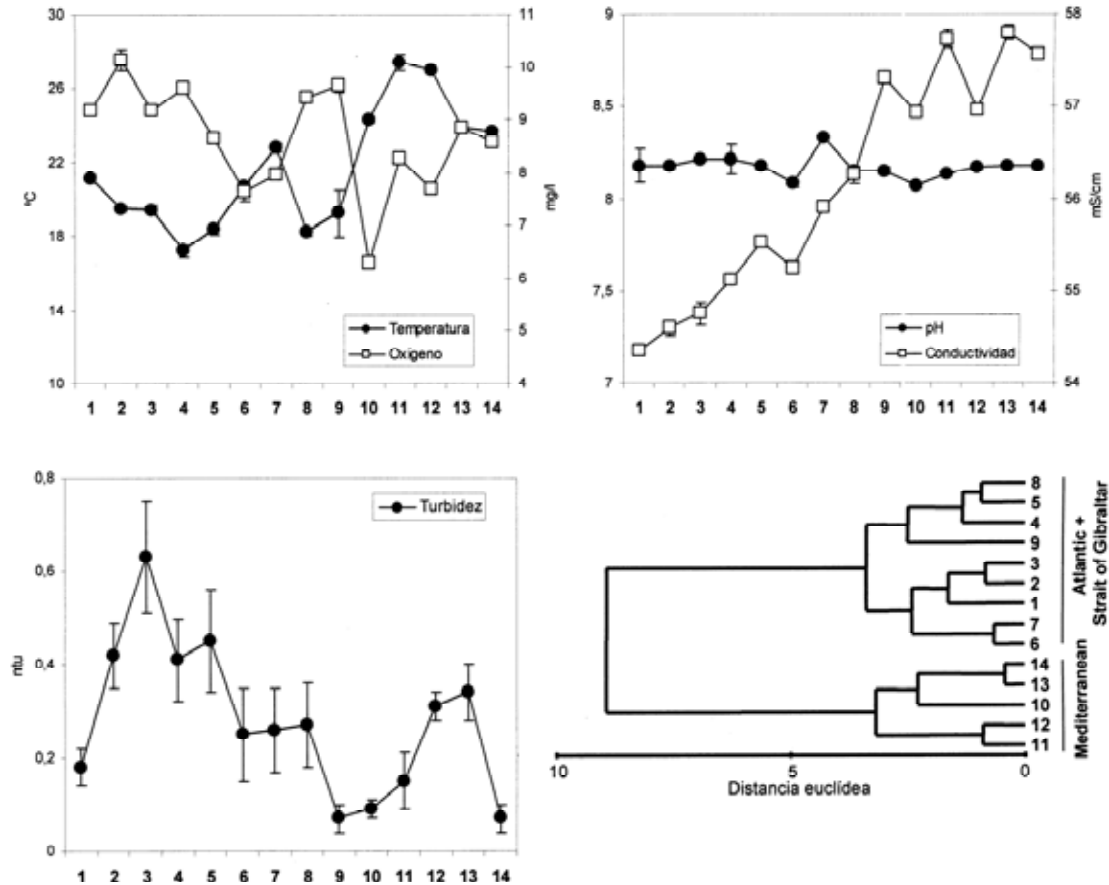 30
26
22
18
14
10
ºC
11
10
9
8
7
6
5
4
mg/l
Temperatura
Oxigeno
1 2 3 4 5 6 7 8 9 10 11 12 13 14
9
8,5
8
7,5
7
58
57
56
55
54
mS/cm
pH
Conductividad
1 2 3 4 5 6 7 8 9 10 11 12 13 14
0,8
0,6
0,4
0,2
0
ntu
Turbidez
1 2 3 4 5 6 7 8 9 10 11 12 13 14
8
5
4
9
3
2
1
7
6
14
13
10
12
11
Atlantic +
Strait of Gibraltar
Mediterranean
10 5 0
Distancia euclídea